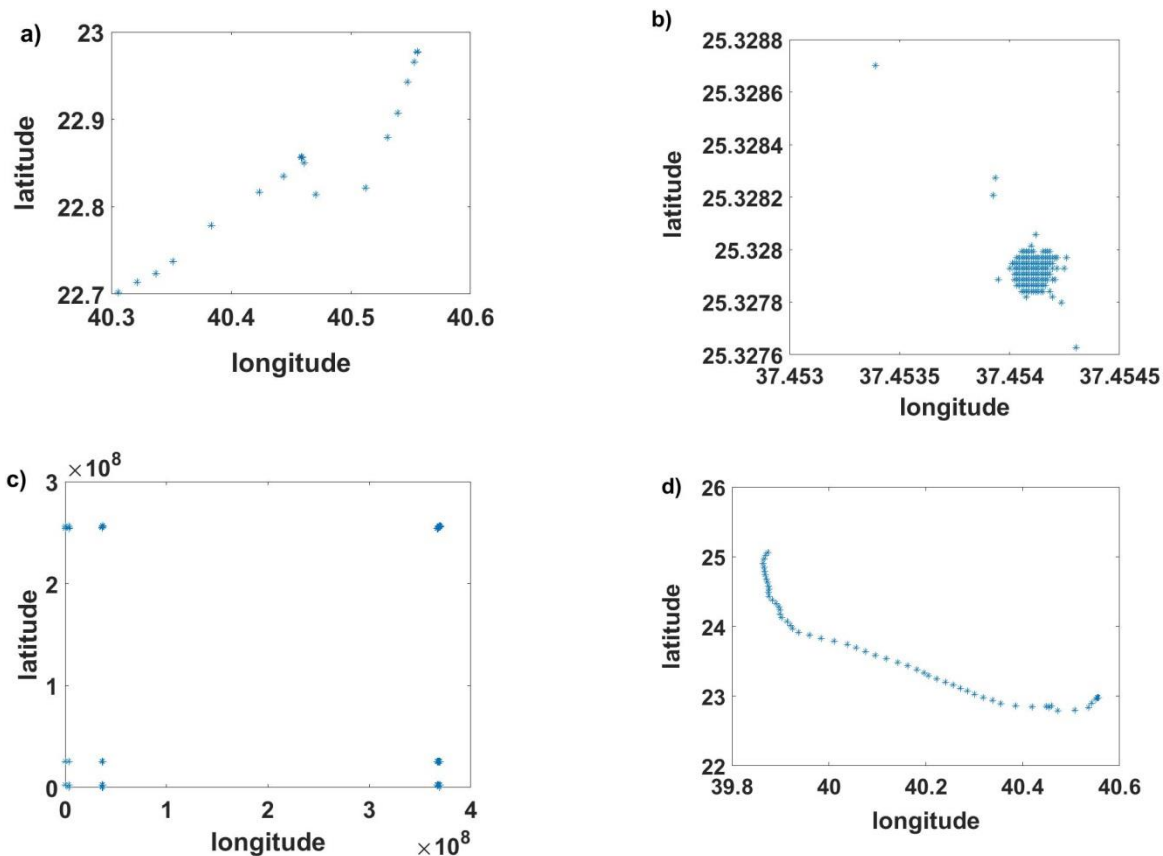 a)
23
22.9
22.8
22.7
latitude
40.3 40.4 40.5 40.6
longitude
b)
25.3288
25.3286
25.3284
25.3282
25.328
25.3278
25.3276
latitude
37.453 37.4535 37.454 37.4545
longitude
c)
×10⁸
3
2
1
0
latitude
0 1 2 3 4
longitude
×10⁸
d)
26
25
24
23
22
latitude
39.8 40 40.2 40.4 40.6
longitude